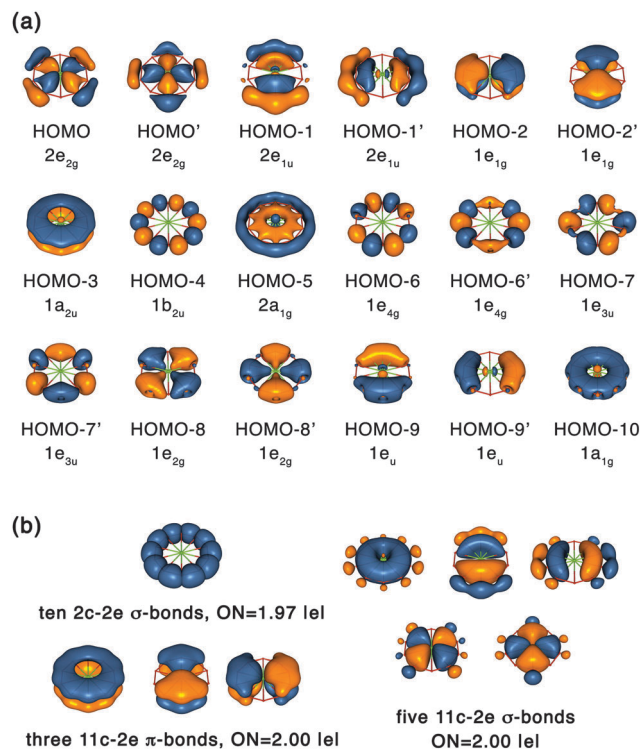 (a)
HOMO HOMO' HOMO-1 HOMO-1' HOMO-2 HOMO-2'
2e2g 2e2g 2e1u 2e1u 1e1g 1e1g
HOMO-3 HOMO-4 HOMO-5 HOMO-6 HOMO-6' HOMO-7
1a2u 1b2u 2a1g 1e4g 1e4g 1e3u
HOMO-7' HOMO-8 HOMO-8' HOMO-9 HOMO-9' HOMO-10
1e3u 1e2g 1e2g 1eu 1eu 1a1g
(b)
ten 2c-2e σ-bonds, ON=1.97 lel
three 11c-2e π-bonds, ON=2.00 lel
five 11c-2e σ-bonds
ON=2.00 lel